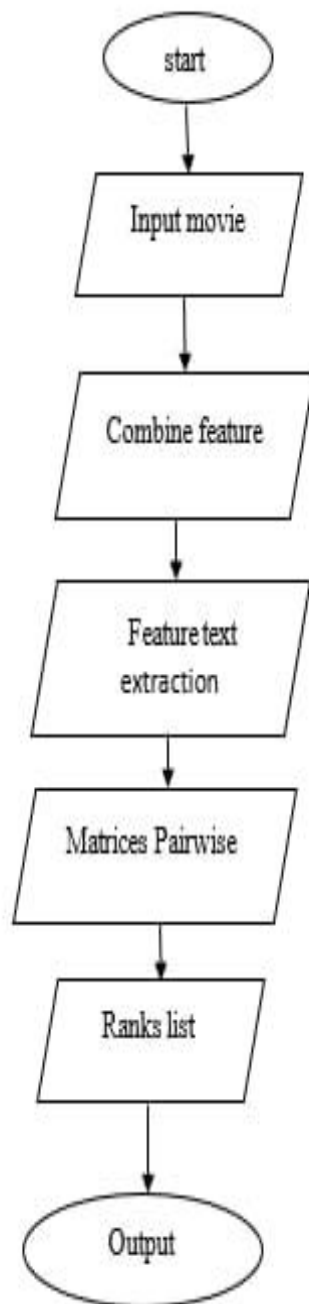 start
Input movie
Combine feature
Feature text
extraction
Matrices Pairwise
Ranks list
Output